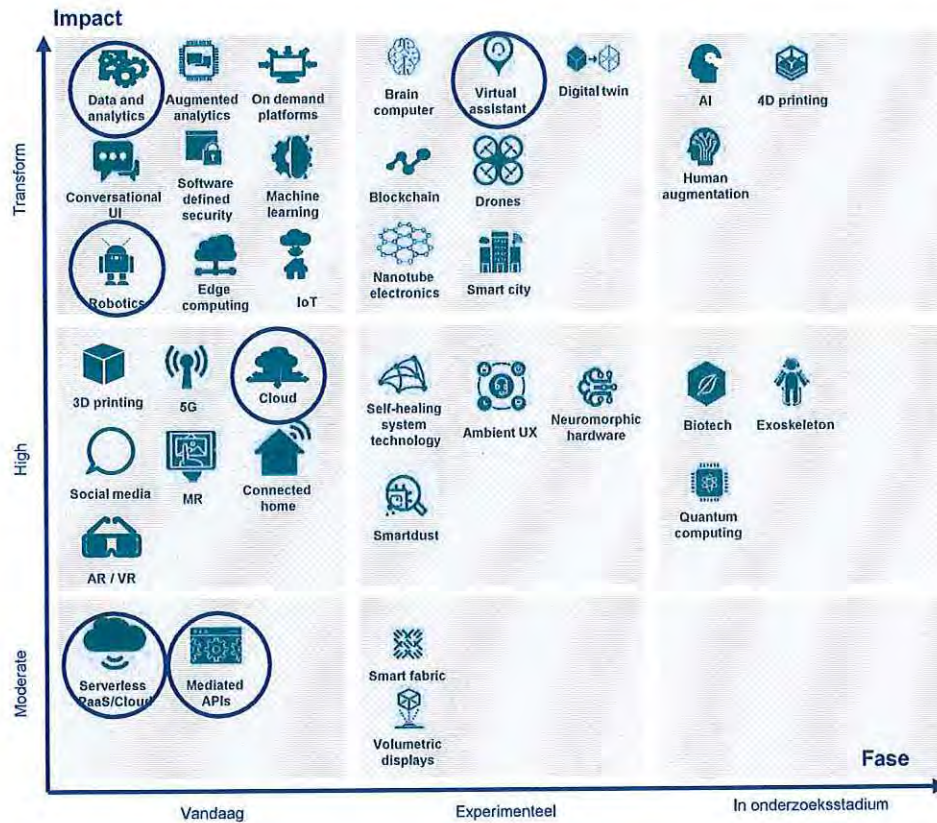 Impact
Data and
analytics
Augmented
analytics
On demand
platforms
Brain
computer
Virtual
assistant
Digital twin
AI
4D printing
Transform
Conversational
UI
Software
defined
security
Machine
learning
Blockchain
Drones
Human
augmentation
Robotics
Edge
computing
IoT
Nanotube
electronics
Smart city
High
3D printing
5G
Cloud
Self-healing
system
technology
Ambient UX
Neuromorphic
hardware
Biotech
Exoskeleton
Social media
MR
Connected
home
Smartdust
Quantum
computing
AR / VR
Moderate
Serverless
PaaS/Cloud
Mediated
APIs
Smart fabric
Volumetric
displays
Fase
Vandaag
Experimenteel
In onderzoeksstadium